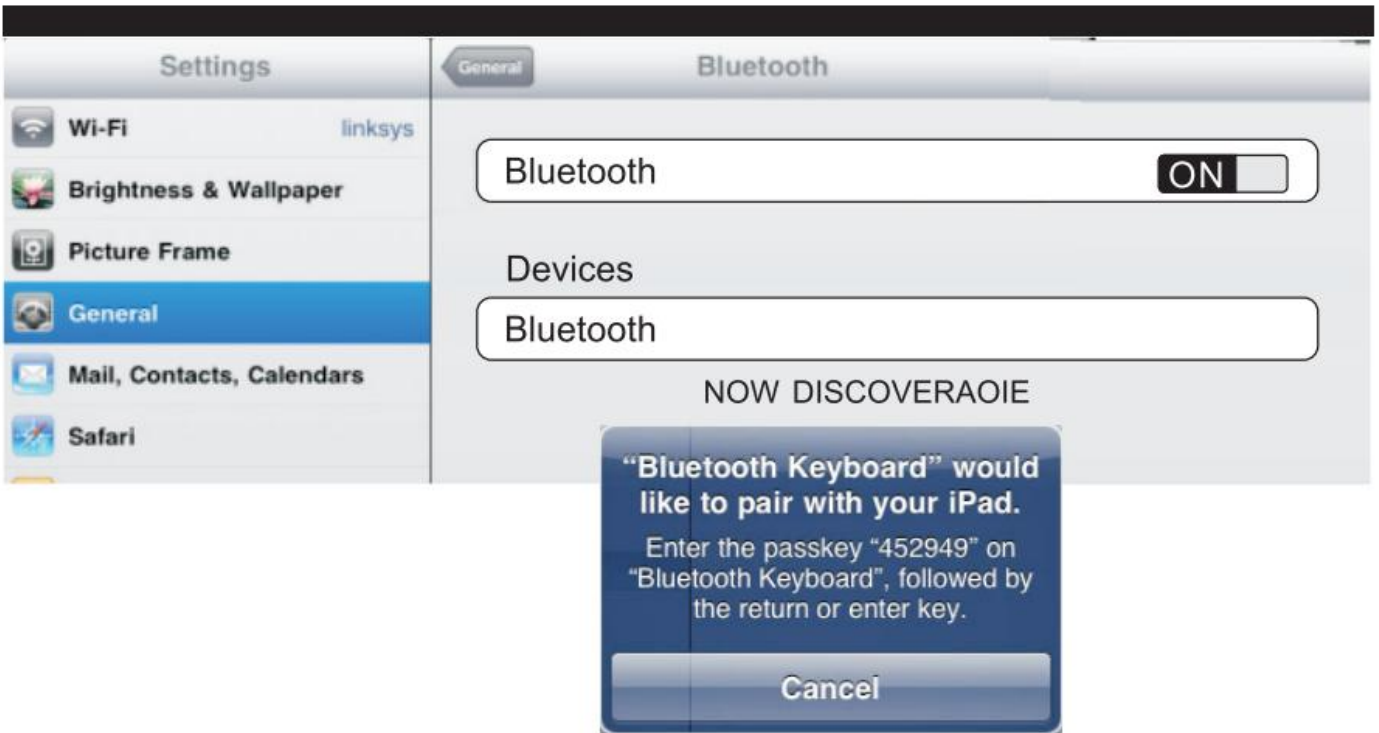 Settings
Wi-Fi linksys
Brightness & Wallpaper
Picture Frame
General
Mail, Contacts, Calendars
Safari
General Bluetooth
Bluetooth ON
Devices
Bluetooth
NOW DISCOVERAOIE
“Bluetooth Keyboard” would
like to pair with your iPad.
Enter the passkey “452949” on
“Bluetooth Keyboard”, followed by
the return or enter key.
Cancel